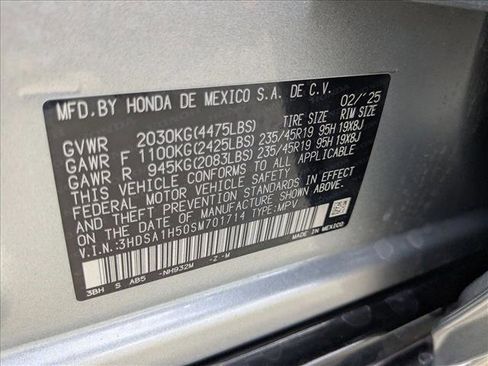 MFD.BY HONDA DE MEXICO S.A. DE C.V. 02/'25
TIRE SIZE RIM SIZE
GVWR 2030KG(4475LBS)
GAWR F 1100KG(2425LBS) 235/45R19 95H 19X8J
GAWR R 945KG(2083LBS) 235/45R19 95H 19X8J
THIS VEHICLE CONFORMS TO ALL APPLICABLE
FEDERAL MOTOR VEHICLE SAFETY, BUMPER,
AND THEFT PREVENTION STANDARDS IN EFFECT
ON THE DATE OF MANUFACTURE SHOWN ABOVE.
V.I.N.:3HDSA1H50SM701714 TYPE:MPV
MADE IN MEXICO
3BH S AB5 -NH932M -Z -M